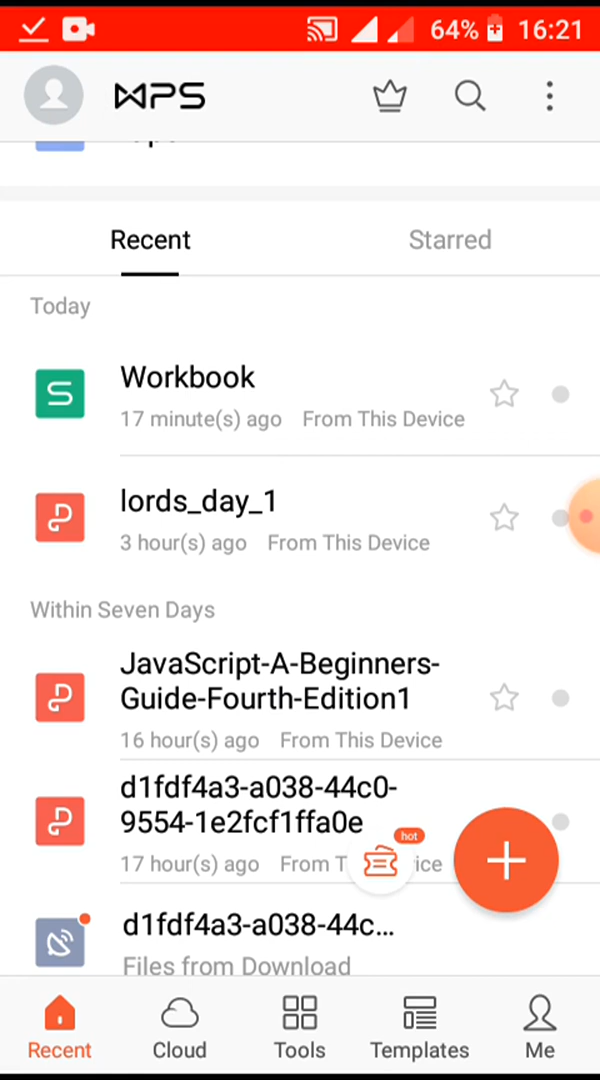 64% 16:21
WPS
Recent Starred
Today
Workbook
17 minute(s) ago From This Device
lords_day_1
3 hour(s) ago From This Device
Within Seven Days
JavaScript-A-Beginners-
Guide-Fourth-Edition1
16 hour(s) ago From This Device
d1fdf4a3-a038-44c0-
9554-1e2fcf1ffa0e
hot
17 hour(s) ago From T ice
d1fdf4a3-a038-44c...
Files from Download
Recent Cloud Tools Templates Me